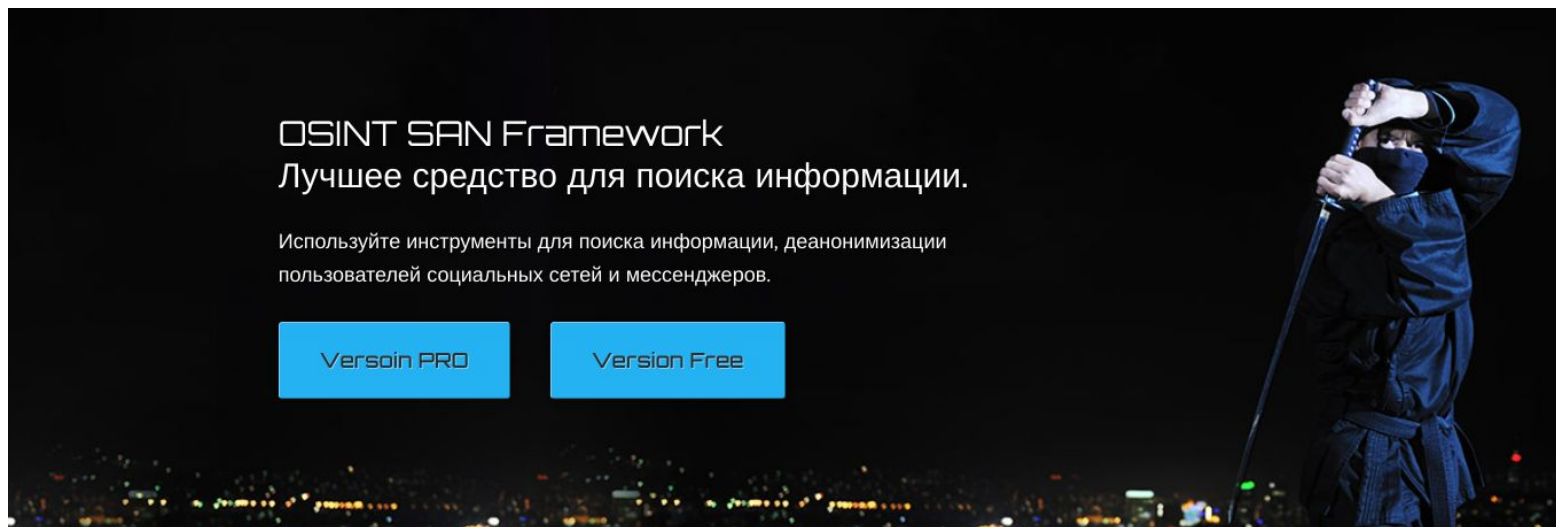 OSINT SAN Framework
Лучшее средство для поиска информации.
Используйте инструменты для поиска информации, деанонимизации
пользователей социальных сетей и мессенджеров.
Versoin PRO
Version Free